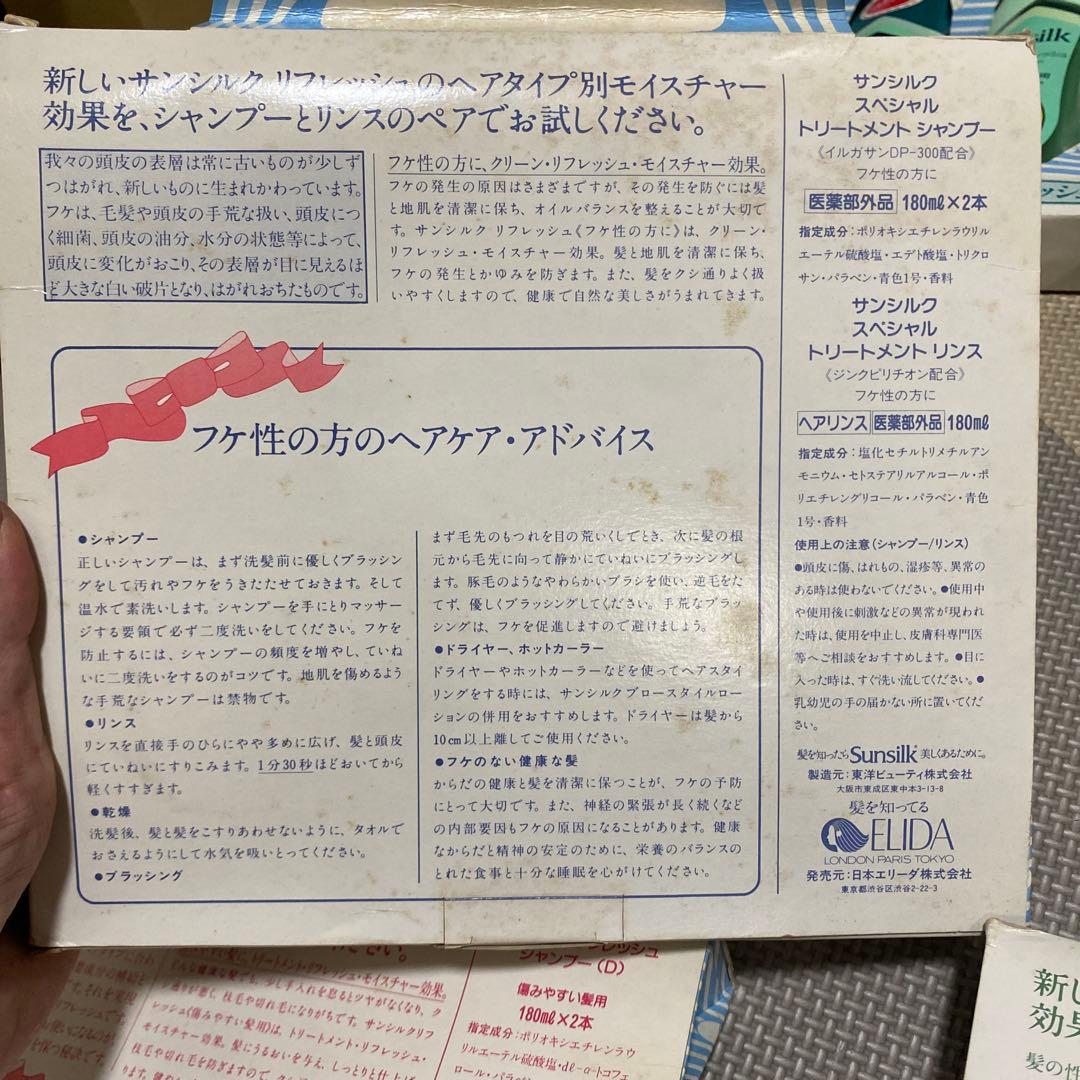 新しいサンシルク リフレッシュのヘアタイプ別モイスチャー
効果を、シャンプーとリンスのペアでお試しください。
我々の頭皮の表層は常に古いものが少しず
つはがれ、新しいものに生まれかわっています。
フケは、毛髪や頭皮の手荒な扱い、頭皮につ
く細菌、頭皮の油分、水分の状態等によって、
頭皮に変化がおこり、その表層が目に見えるほ
ど大きな白い破片となり、はがれおちたものです。
フケ性の方に、クリーン・リフレッシュ・モイスチャー効果。
フケの発生の原因はさまざまですが、その発生を防ぐには髪
と地肌を清潔に保ち、オイルバランスを整えることが大切で
す。サンシルク リフレッシュ《フケ性の方に》は、クリーン・
リフレッシュ・モイスチャー効果。髪と地肌を清潔に保ち、
フケの発生とかゆみを防ぎます。また、髪をクシ通りよく扱
いやすくしますので、健康で自然な美しさがうまれてきます。
フケ性の方のヘアケア・アドバイス
●シャンプー
正しいシャンプーは、まず洗髪前に優しくブラッシン
グをして汚れやフケをうきたたせておきます。そして
温水で素洗いします。シャンプーを手にとりマッサー
ジする要領で必ず二度洗いをしてください。フケを
防止するには、シャンプーの頻度を増やし、ていね
いに二度洗いをするのがコツです。地肌を傷めるよう
な手荒なシャンプーは禁物です。
●リンス
リンスを直接手のひらにやや多めに広げ、髪と頭皮
にていねいにすりこみます。1分30秒ほどおいてから
軽くすすぎます。
●乾燥
洗髪後、髪と髪をこすりあわせないように、タオルで
おさえるようにして水気を吸いとってください。
●ブラッシング
まず毛先のもつれを目の荒いくしでとき、次に髪の根
元から毛先に向って静かにていねいにブラッシングしま
す。豚毛のようなやわらかいブラシを使い、逆毛をた
てず、優しくブラッシングしてください。手荒なブラッ
シングは、フケを促進しますので避けましょう。
●ドライヤー、ホットカーラー
ドライヤーやホットカーラーなどを使ってヘアスタイ
リングをする時には、サンシルクブロースタイルロー
ションの併用をおすすめします。ドライヤーは髪から
10cm以上離してご使用ください。
●フケのない健康な髪
からだの健康と髪を清潔に保つことが、フケの予防
にとって大切です。また、神経の緊張が長く続くなど
の内部要因もフケの原因になることがあります。健康
なからだと精神の安定のために、栄養のバランスの
とれた食事と十分な睡眠を心がけてください。
サンシルク
スペシャル
トリートメント シャンプー
《イルガサンDP-300配合》
フケ性の方に
医薬部外品 180ml×2本
指定成分：ポリオキシエチレンラウリル
エーテル硫酸塩・エデト酸塩・トリクロ
サン・パラベン・青色1号・香料
サンシルク
スペシャル
トリートメント リンス
《ジンクピリチオン配合》
フケ性の方に
ヘアリンス 医薬部外品 180ml
指定成分：塩化セチルトリメチルアン
モニウム・セトステアリルアルコール・ポ
リエチレングリコール・パラベン・青色
1号・香料
使用上の注意(シャンプー/リンス)
●頭皮に傷、はれもの、湿疹等、異常の
ある時は使わないでください。●使用中
や使用後に刺激などの異常が現われ
た時は、使用を中止し、皮膚科専門医
等へご相談をおすすめします。●目に
入った時は、すぐ洗い流してください。●
乳幼児の手の届かない所に置いてくだ
さい。
髪を知ったら Sunsilk 美しくあるために。
製造元：東洋ビューティ株式会社
大阪市東成区東中本3-13-8
髪を知ってる
ELIDA
LONDON PARIS TOKYO
発売元：日本エリーダ株式会社
東京都渋谷区渋谷2-22-3
シャンプー(D)
傷みやすい髪用
180ml×2本
指定成分：ポリオキシエチレンラウ
リルエーテル硫酸塩・dl-α-トコフェ